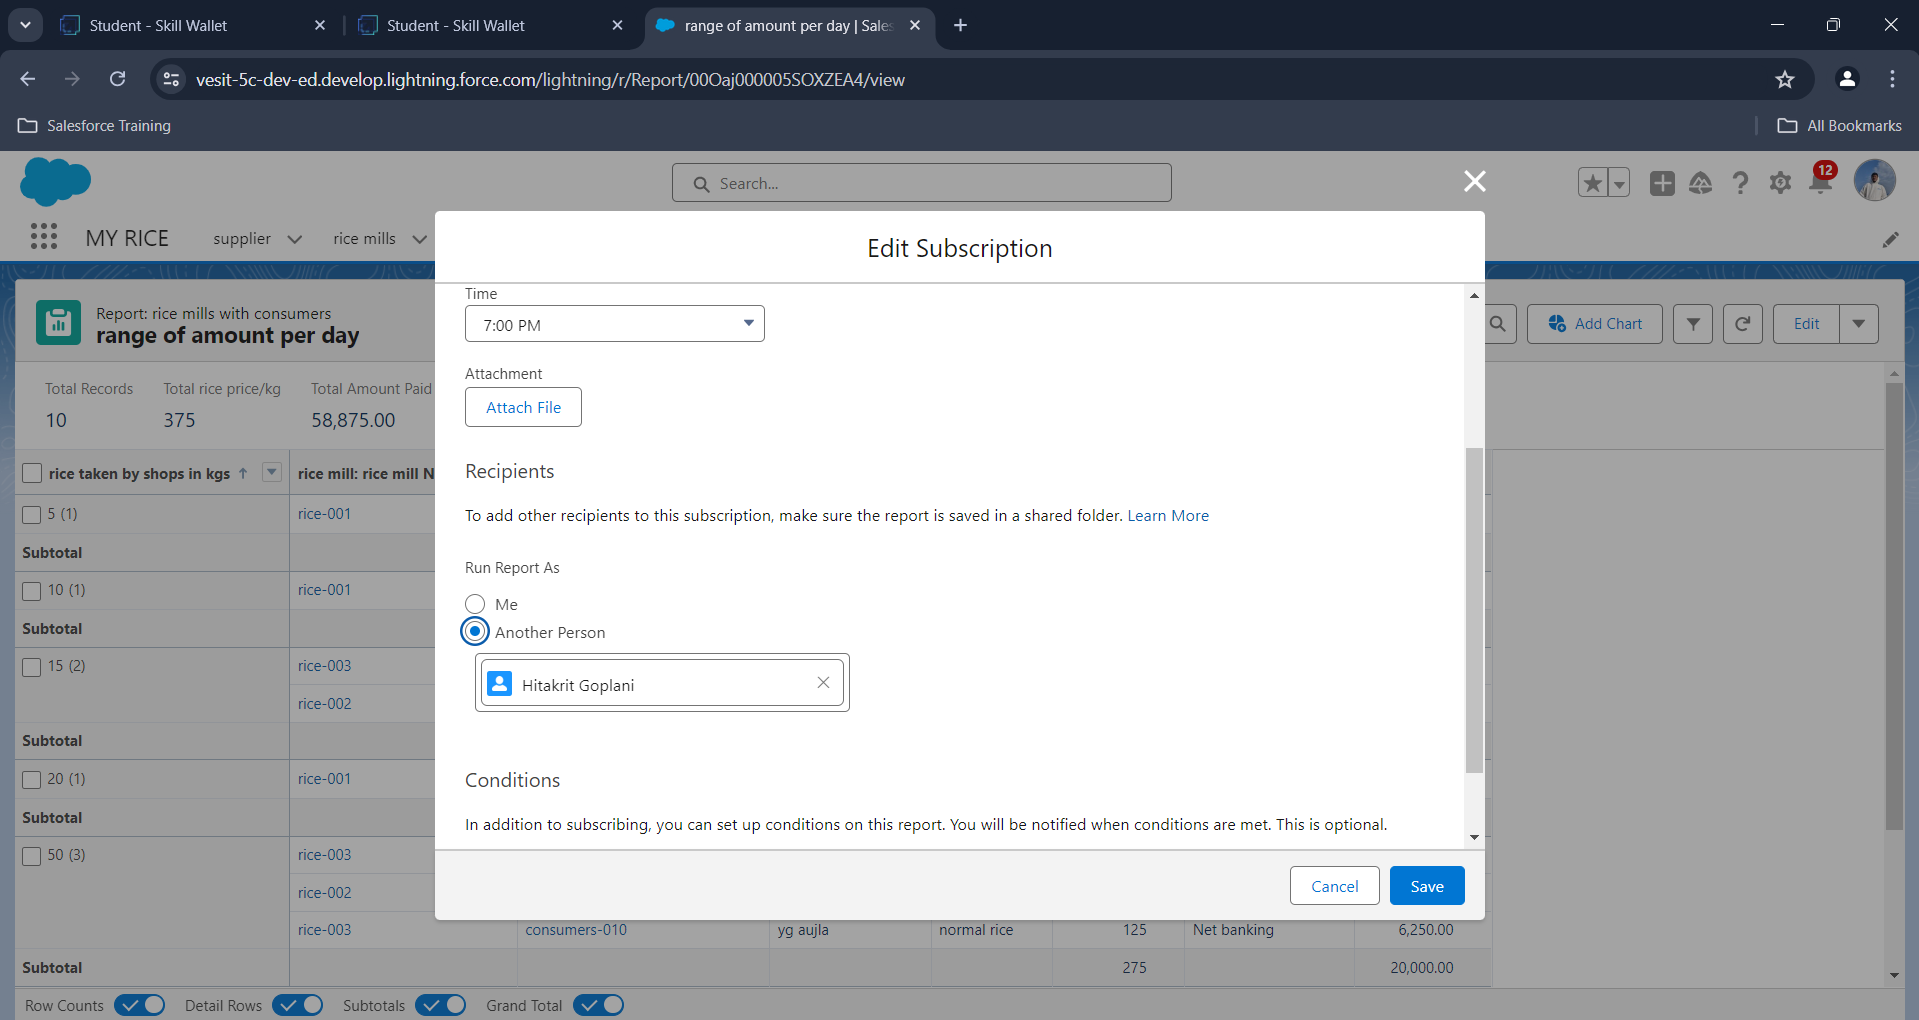 Student - Skill Wallet
Student - Skill Wallet
range of amount per day | Sales
vesit-5c-dev-ed.develop.lightning.force.com/lightning/r/Report/00Oaj000005SOXZEA4/view
Salesforce Training
All Bookmarks
Search...
12
MY RICE
supplier
rice mills
Edit Subscription
Report: rice mills with consumers
range of amount per day
Add Chart
Edit
Total Records
Total rice price/kg
Total Amount Paid
10
375
58,875.00
rice taken by shops in kgs ↑
rice mill: rice mill N
5 (1)
rice-001
Subtotal
10 (1)
rice-001
Subtotal
15 (2)
rice-003
rice-002
Subtotal
20 (1)
rice-001
Subtotal
50 (3)
rice-003
rice-002
rice-003
consumers-010
yg aujla
normal rice
125
Net banking
6,250.00
Subtotal
275
20,000.00
Row Counts
Detail Rows
Subtotals
Grand Total
Time
7:00 PM
Attachment
Attach File
Recipients
To add other recipients to this subscription, make sure the report is saved in a shared folder. Learn More
Run Report As
Me
Another Person
Hitakrit Goplani
Conditions
In addition to subscribing, you can set up conditions on this report. You will be notified when conditions are met. This is optional.
Cancel
Save